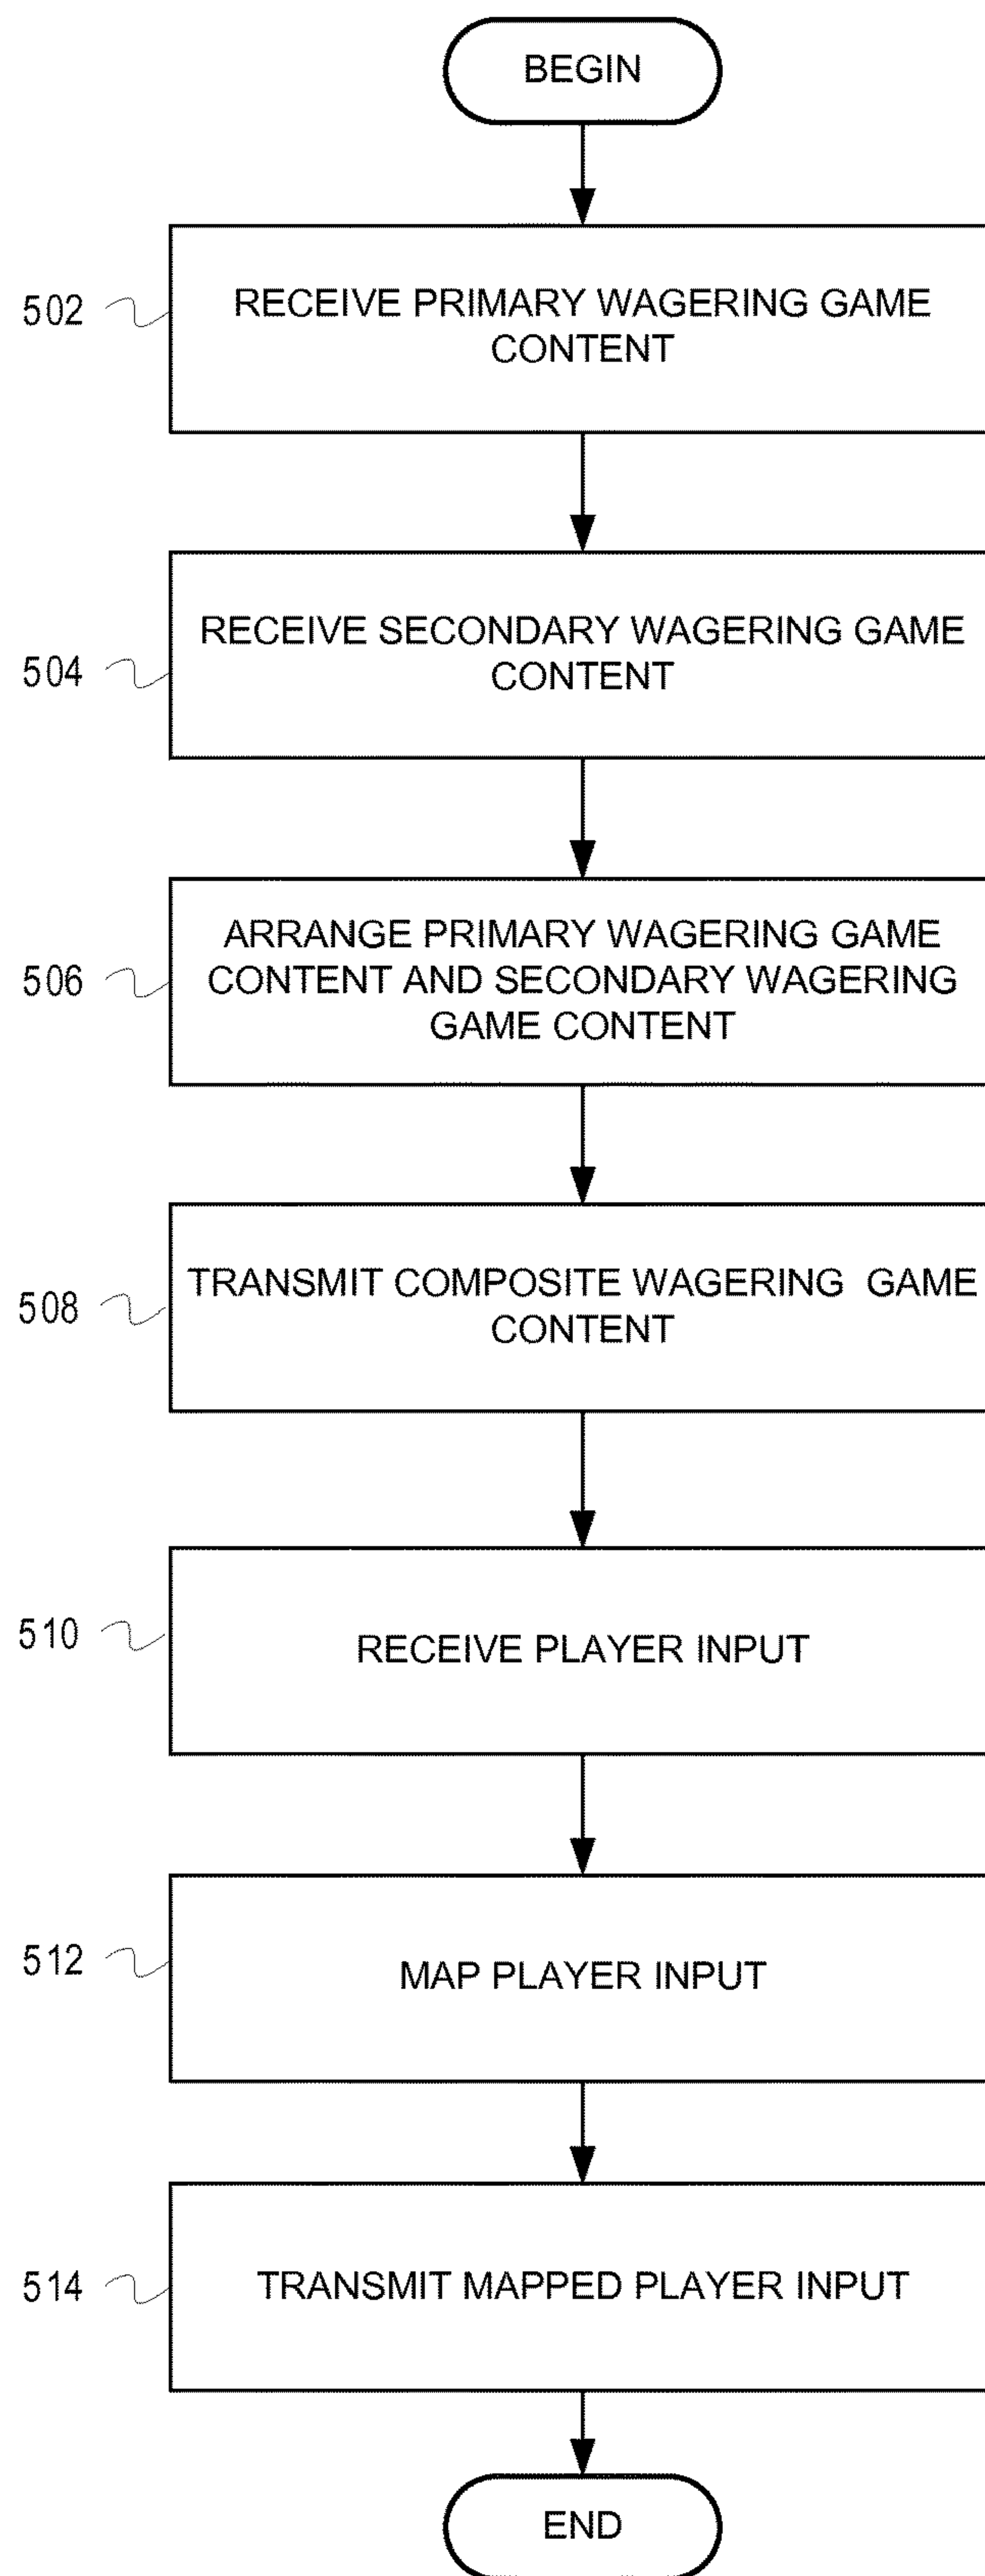 BEGIN
502
RECEIVE PRIMARY WAGERING GAME
CONTENT
504
RECEIVE SECONDARY WAGERING GAME
CONTENT
506
ARRANGE PRIMARY WAGERING GAME
CONTENT AND SECONDARY WAGERING
GAME CONTENT
508
TRANSMIT COMPOSITE WAGERING GAME
CONTENT
510
RECEIVE PLAYER INPUT
512
MAP PLAYER INPUT
514
TRANSMIT MAPPED PLAYER INPUT
END